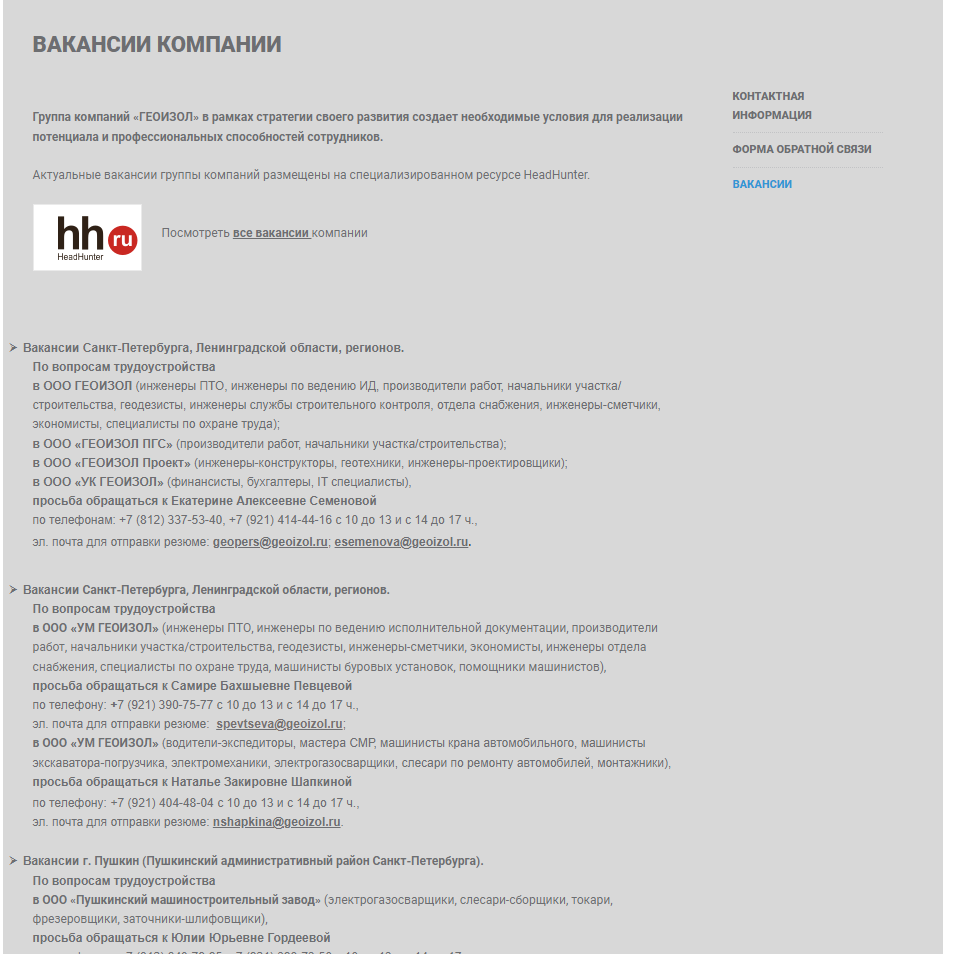 ВАКАНСИИ КОМПАНИИ
КОНТАКТНАЯ
ИНФОРМАЦИЯ
ФОРМА ОБРАТНОЙ СВЯЗИ
ВАКАНСИИ
Группа компаний «ГЕОИЗОЛ» в рамках стратегии своего развития создает необходимые условия для реализации
потенциала и профессиональных способностей сотрудников.
Актуальные вакансии группы компаний размещены на специализированном ресурсе HeadHunter.
hh ru
HeadHunter
Посмотреть все вакансии компании
➢ Вакансии Санкт-Петербурга, Ленинградской области, регионов.
По вопросам трудоустройства
в ООО ГЕОИЗОЛ (инженеры ПТО, инженеры по ведению ИД, производители работ, начальники участка/
строительства, геодезисты, инженеры службы строительного контроля, отдела снабжения, инженеры-сметчики,
экономисты, специалисты по охране труда);
в ООО «ГЕОИЗОЛ ПГС» (производители работ, начальники участка/строительства);
в ООО «ГЕОИЗОЛ Проект» (инженеры-конструкторы, геотехники, инженеры-проектировщики);
в ООО «УК ГЕОИЗОЛ» (финансисты, бухгалтеры, IT специалисты),
просьба обращаться к Екатерине Алексеевне Семеновой
по телефонам: +7 (812) 337-53-40, +7 (921) 414-44-16 с 10 до 13 и с 14 до 17 ч.,
эл. почта для отправки резюме: geopers@geoizol.ru; esemenova@geoizol.ru.
➢ Вакансии Санкт-Петербурга, Ленинградской области, регионов.
По вопросам трудоустройства
в ООО «УМ ГЕОИЗОЛ» (инженеры ПТО, инженеры по ведению исполнительной документации, производители
работ, начальники участка/строительства, геодезисты, инженеры-сметчики, экономисты, инженеры отдела
снабжения, специалисты по охране труда, машинисты буровых установок, помощники машинистов),
просьба обращаться к Самире Бахшыевне Певцевой
по телефону: +7 (921) 390-75-77 с 10 до 13 и с 14 до 17 ч.,
эл. почта для отправки резюме: spevtseva@geoizol.ru;
в ООО «УМ ГЕОИЗОЛ» (водители-экспедиторы, мастера СМР, машинисты крана автомобильного, машинисты
экскаватора-погрузчика, электромеханики, электрогазосварщики, слесари по ремонту автомобилей, монтажники),
просьба обращаться к Наталье Закировне Шапкиной
по телефону: +7 (921) 404-48-04 с 10 до 13 и с 14 до 17 ч.,
эл. почта для отправки резюме: nshapkina@geoizol.ru.
➢ Вакансии г. Пушкин (Пушкинский административный район Санкт-Петербурга).
По вопросам трудоустройства
в ООО «Пушкинский машиностроительный завод» (электрогазосварщики, слесари-сборщики, токари,
фрезеровщики, заточники-шлифовщики),
просьба обращаться к Юлии Юрьевне Гордеевой